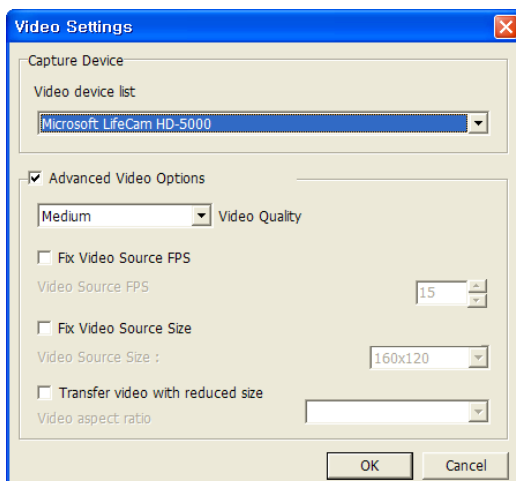 Video Settings
Capture Device
Video device list
Microsoft LifeCam HD-5000
Advanced Video Options
Medium Video Quality
Fix Video Source FPS
Video Source FPS 15
Fix Video Source Size
Video Source Size : 160x120
Transfer video with reduced size
Video aspect ratio
OK Cancel